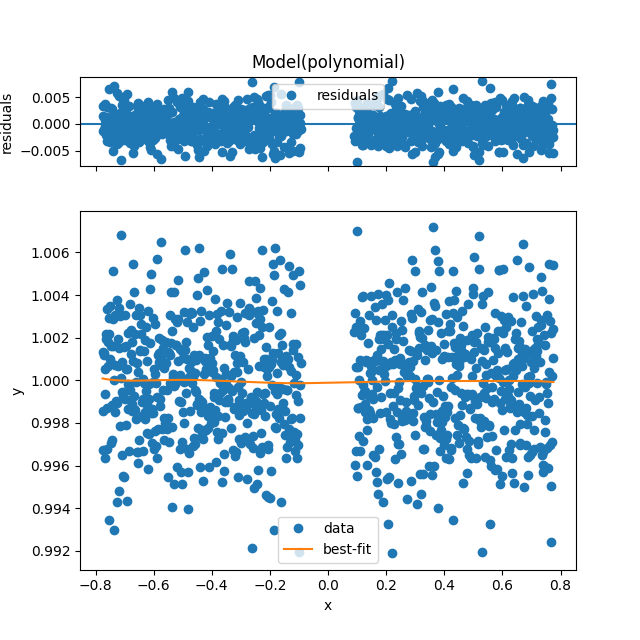 Model(polynomial)
residuals
0.005
0.000
−0.005
residuals
y
1.006
1.004
1.002
1.000
0.998
0.996
0.994
0.992
data
best-fit
−0.8 −0.6 −0.4 −0.2 0.0 0.2 0.4 0.6 0.8
x